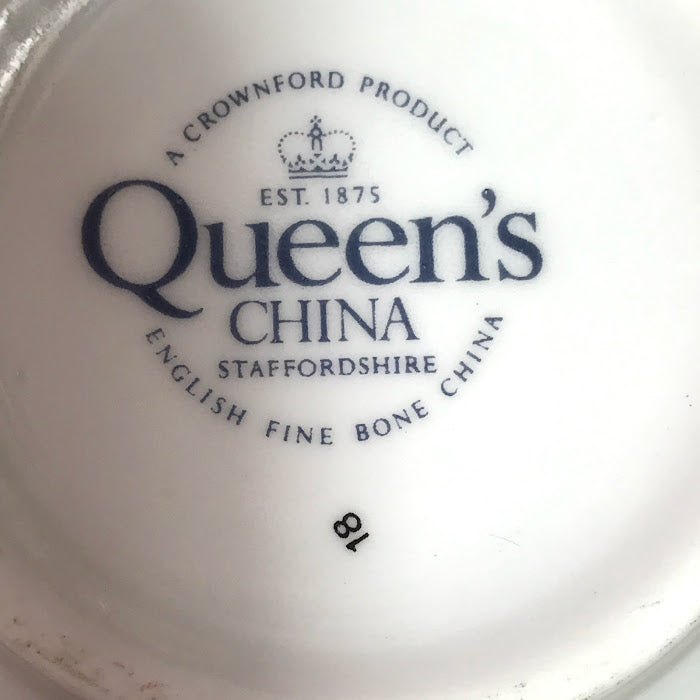 A CROWNFORD PRODUCT
EST. 1875
Queen's
CHINA
STAFFORDSHIRE
ENGLISH FINE BONE CHINA
18